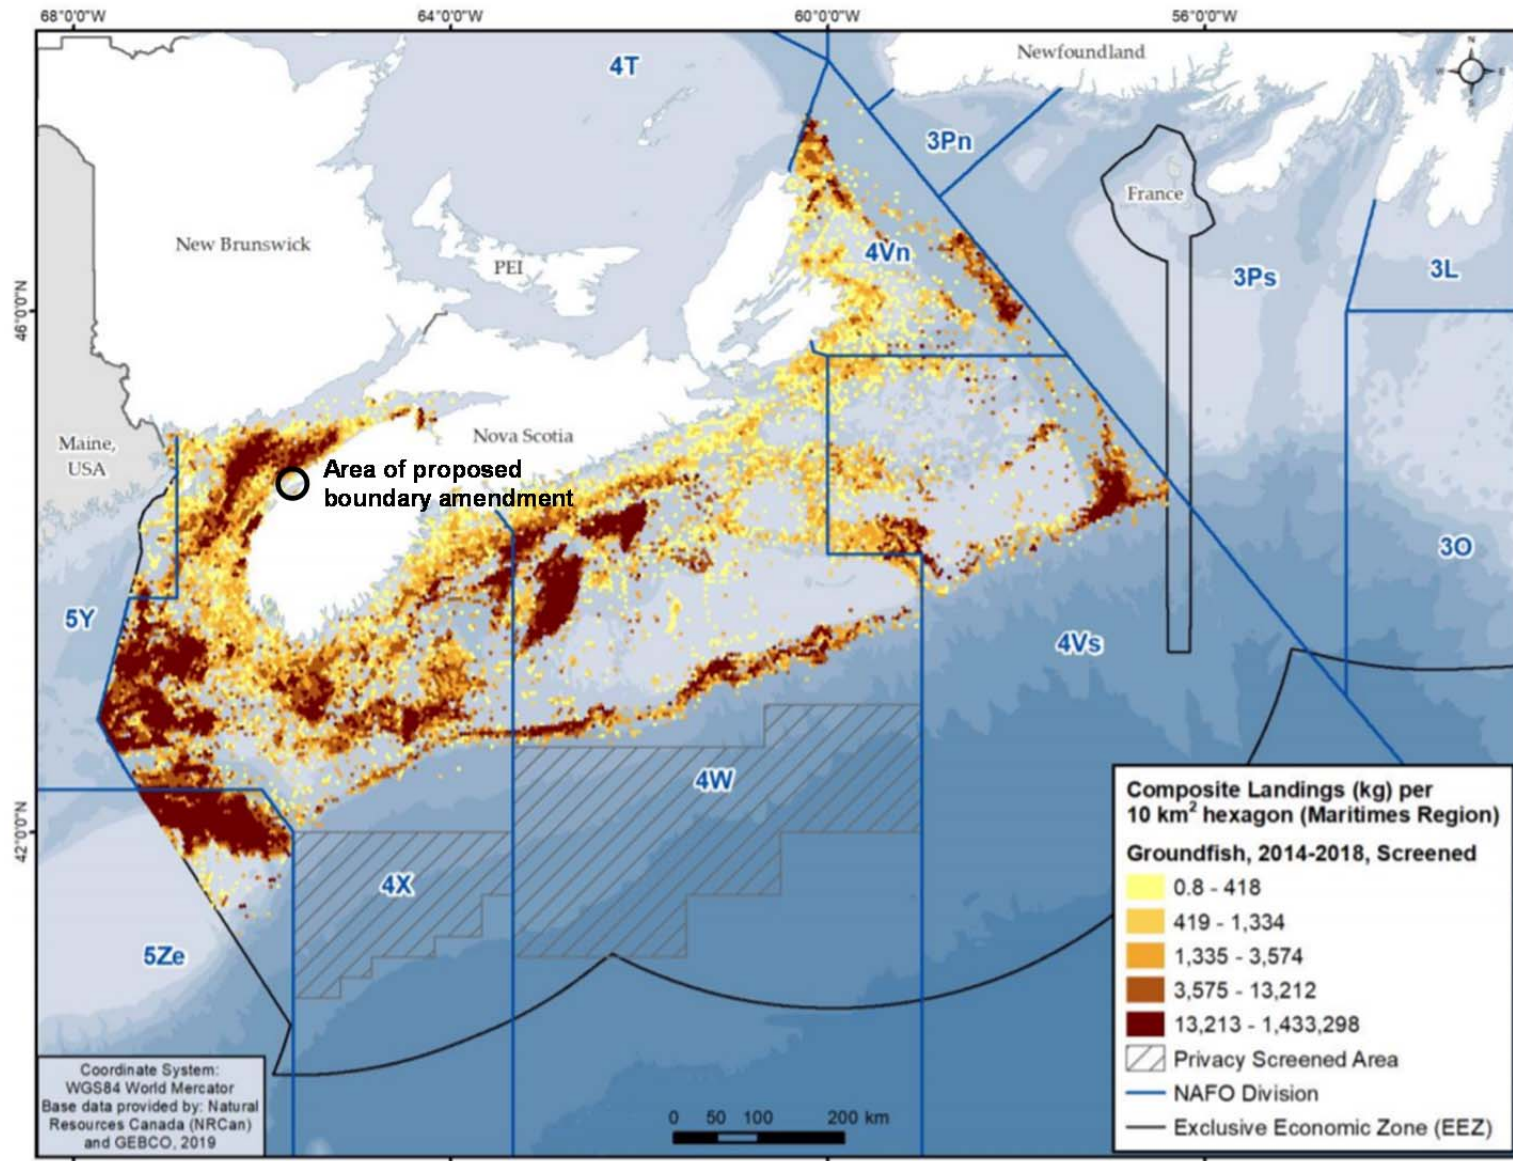 68°0'0"W
64°0'0"W
60°0'0"W
56°0'0"W
4T
Newfoundland
N
W
E
S
3Pn
France
New Brunswick
PEI
4Vn
3Ps
3L
46°0'0"N
Maine,
USA
Nova Scotia
Area of proposed
boundary amendment
3O
5Y
4Vs
4W
42°0'0"N
4X
5Ze
Composite Landings (kg) per
10 km² hexagon (Maritimes Region)
Groundfish, 2014-2018, Screened
0.8 - 418
419 - 1,334
1,335 - 3,574
3,575 - 13,212
13,213 - 1,433,298
Privacy Screened Area
NAFO Division
Exclusive Economic Zone (EEZ)
Coordinate System:
WGS84 World Mercator
Base data provided by: Natural
Resources Canada (NRCan)
and GEBCO, 2019
0 50 100 200 km